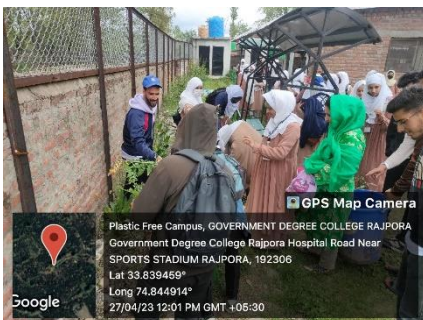 GPS Map Camera
Plastic Free Campus, GOVERNMENT DEGREE COLLEGE RAJPORA
Government Degree College Rajpora Hospital Road Near
SPORTS STADIUM RAJPORA, 192306
Lat 33.839459°
Long 74.844914°
27/04/23 12:01 PM GMT +05:30
Google